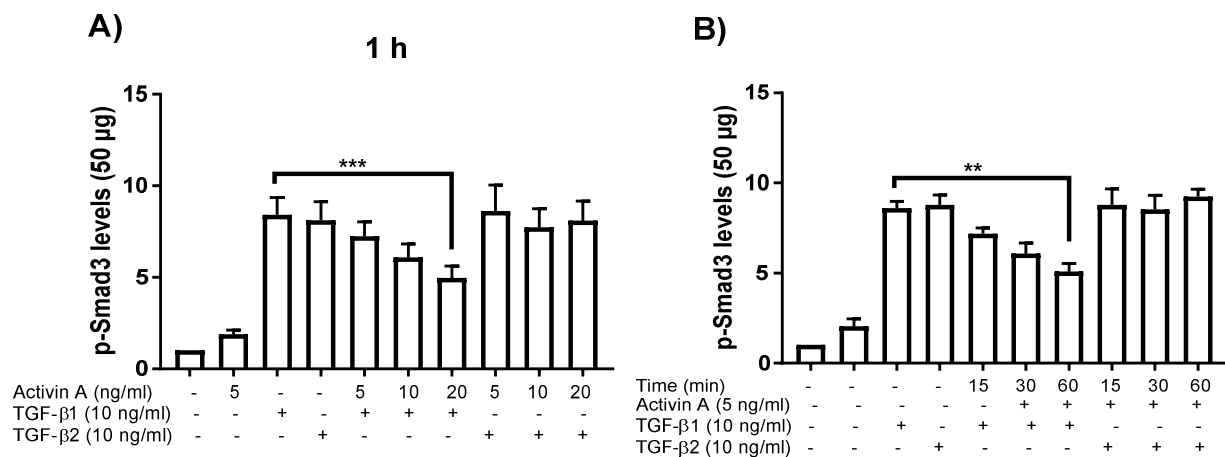 A)
1 h
***
p-Smad3 levels (50 µg)
15
10
5
0
Activin A (ng/ml) - 5 - - 5 10 20 5 10 20
TGF-β1 (10 ng/ml) - - + - + + + - - -
TGF-β2 (10 ng/ml) - - - + - - - + + +
B)
**
p-Smad3 levels (50 µg)
15
10
5
0
Time (min) - - - - 15 30 60 15 30 60
Activin A (5 ng/ml) - - - - - + + + + +
TGF-β1 (10 ng/ml) - - + - + + + - - -
TGF-β2 (10 ng/ml) - - - + - - - + + +